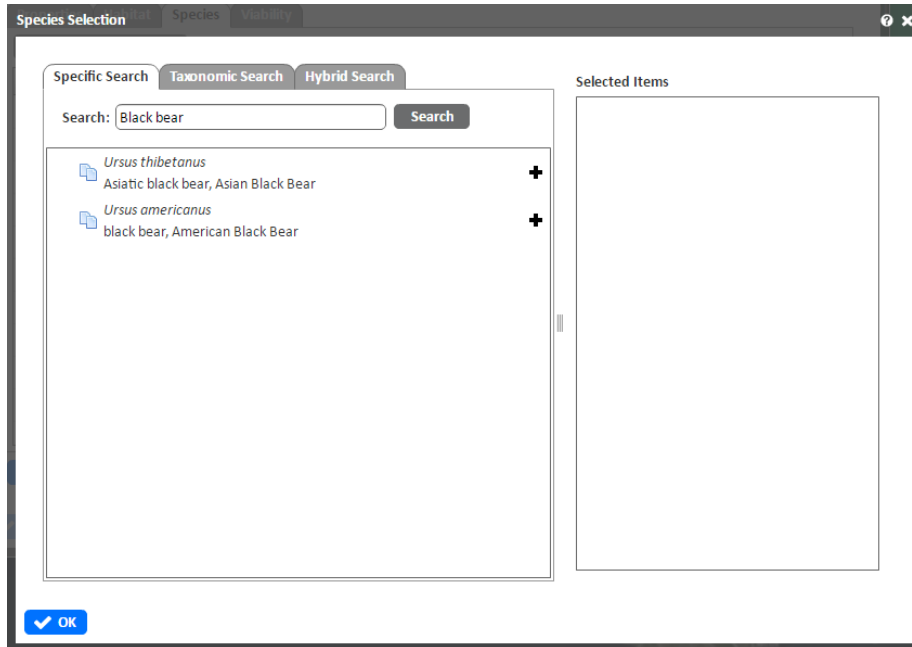 Habitat Species Viability
Species Selection
Specific Search Taxonomic Search Hybrid Search
Selected Items
Search: Black bear Search
Ursus thibetanus
Asiatic black bear, Asian Black Bear
Ursus americanus
black bear, American Black Bear
OK